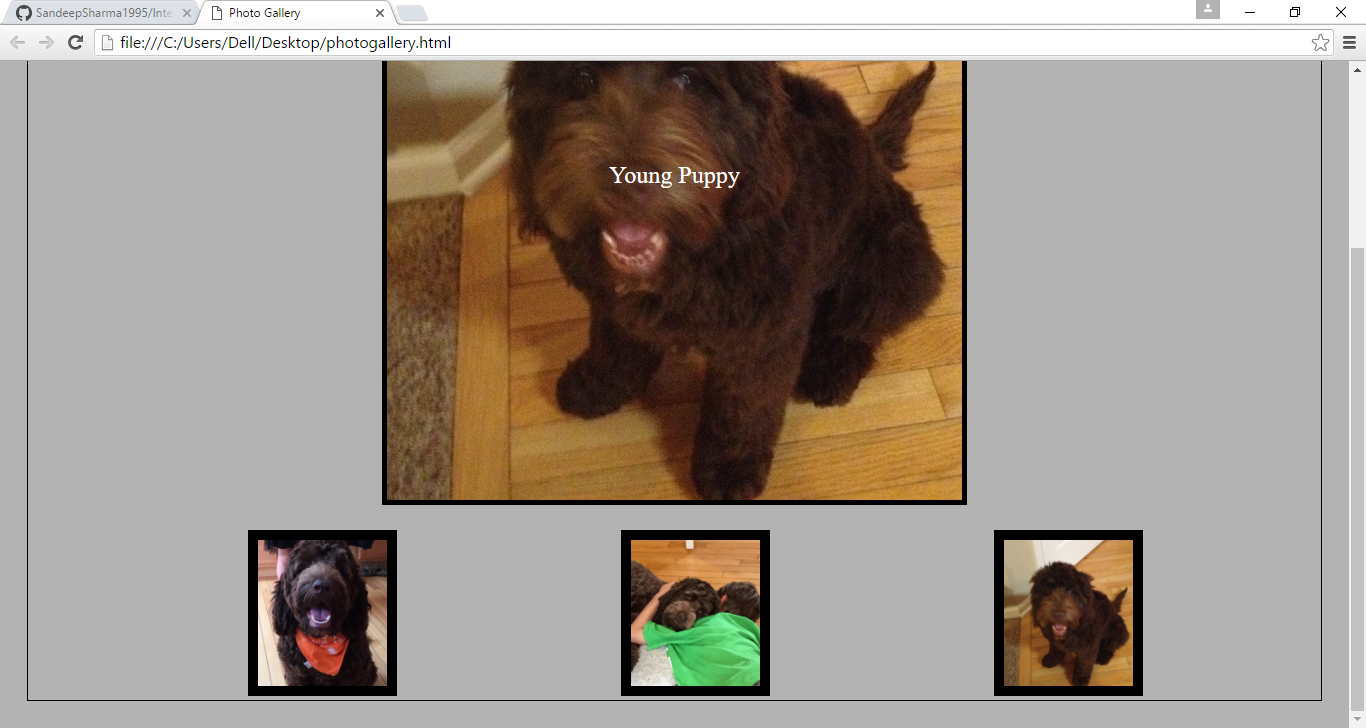 SandeepSharma1995/Inte
Photo Gallery
file:///C:/Users/Dell/Desktop/photogallery.html
Young Puppy